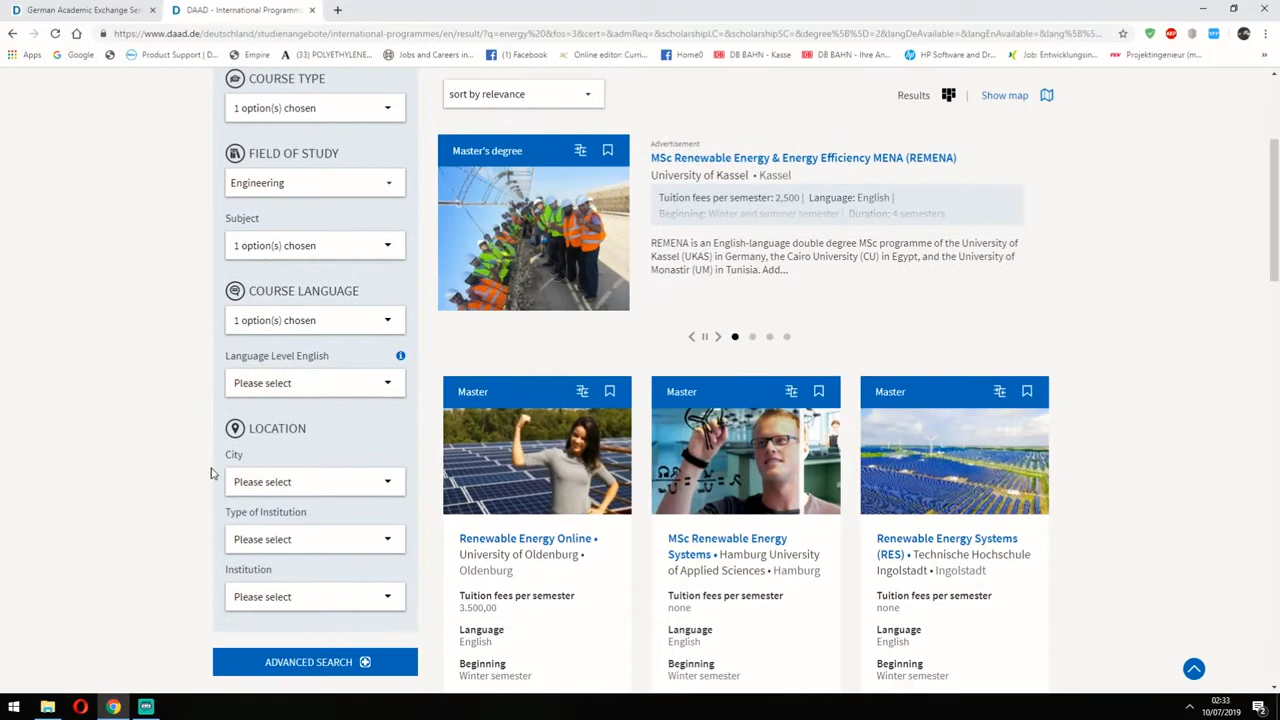 German Academic Exchange Ser
DAAD - International Programm
https://www.daad.de/deutschland/studienangebote/international-programmes/en/result/?q=energy%20&fos=3&cert=&admReq=&scholarshipLC=&scholarshipSC=&degree%5B%5D=2&langDeAvailable=&langEnAvailable=&lang%5B%5...
Apps
Google
Product Support | D...
Empire
(33) POLYETHYLENE...
Jobs and Careers in...
(1) Facebook
Online editor: Curri...
Home0
DB BAHN - Kasse
DB BAHN - Ihre An...
HP Software and Dr...
Job: Entwicklungsin...
Projektingenieur (m...
COURSE TYPE
1 option(s) chosen
FIELD OF STUDY
Engineering
Subject
1 option(s) chosen
COURSE LANGUAGE
1 option(s) chosen
Language Level English
Please select
LOCATION
City
Please select
Type of Institution
Please select
Institution
Please select
ADVANCED SEARCH
sort by relevance
Results | Show map
Master's degree
Advertisement
MSc Renewable Energy & Energy Efficiency MENA (REMENA)
University of Kassel • Kassel
Tuition fees per semester: 2,500 | Language: English |
Beginning: Winter and summer semester | Duration: 4 semesters
REMENA is an English-language double degree MSc programme of the University of
Kassel (UKAS) in Germany, the Cairo University (CU) in Egypt, and the University of
Monastir (UM) in Tunisia. Add...
Master
Renewable Energy Online •
University of Oldenburg •
Oldenburg
Tuition fees per semester
3.500,00
Language
English
Beginning
Winter semester
Master
MSc Renewable Energy
Systems • Hamburg University
of Applied Sciences • Hamburg
Tuition fees per semester
none
Language
English
Beginning
Winter semester
Master
Renewable Energy Systems
(RES) • Technische Hochschule
Ingolstadt • Ingolstadt
Tuition fees per semester
none
Language
English
Beginning
Winter semester
02:33
10/07/2019